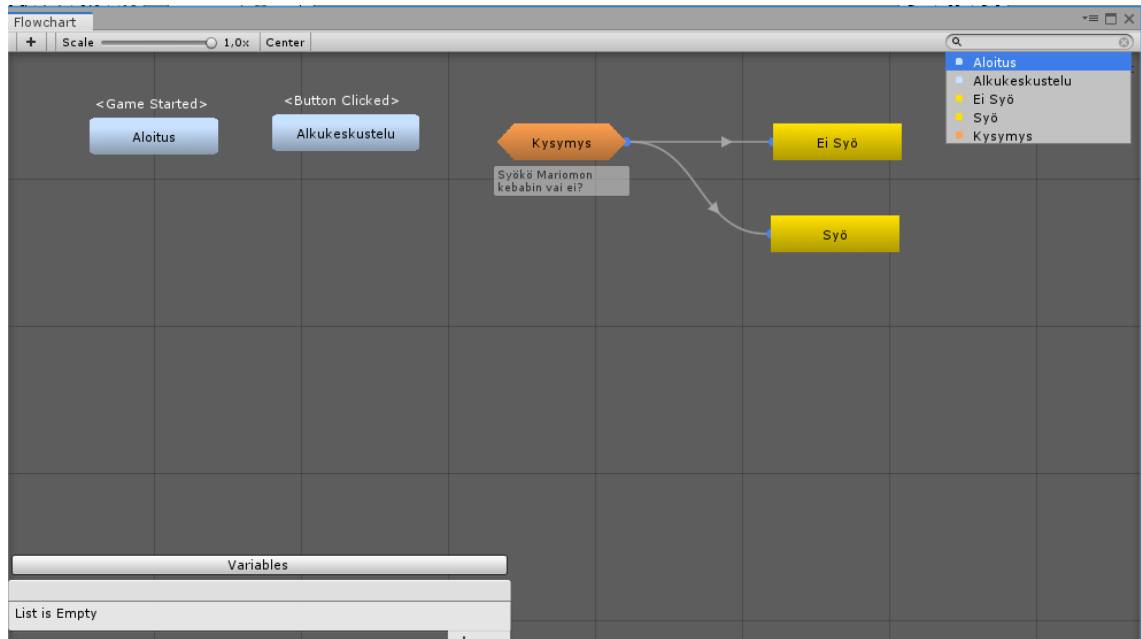 Flowchart
+ Scale 1,0x Center
Aloitus
Alkukeskustelu
Ei Syö
Syö
Kysymys
<Game Started>
Aloitus
<Button Clicked>
Alkukeskustelu
Kysymys
Syökö Mariomon
kebabin vai ei?
Ei Syö
Syö
Variables
List is Empty